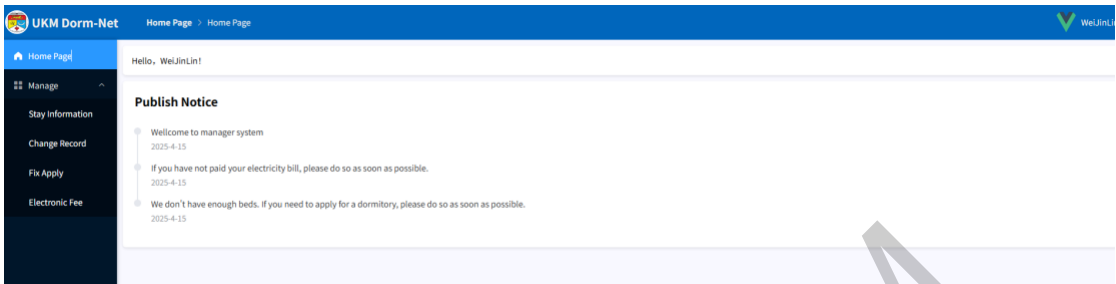 UKM Dorm-Net
Home Page > Home Page
WeiJinLin
Home Page
Manage
Stay Information
Change Record
Fix Apply
Electronic Fee
Hello，WeiJinLin!
Publish Notice
Wellcome to manager system
2025-4-15
If you have not paid your electricity bill, please do so as soon as possible.
2025-4-15
We don't have enough beds. If you need to apply for a dormitory, please do so as soon as possible.
2025-4-15